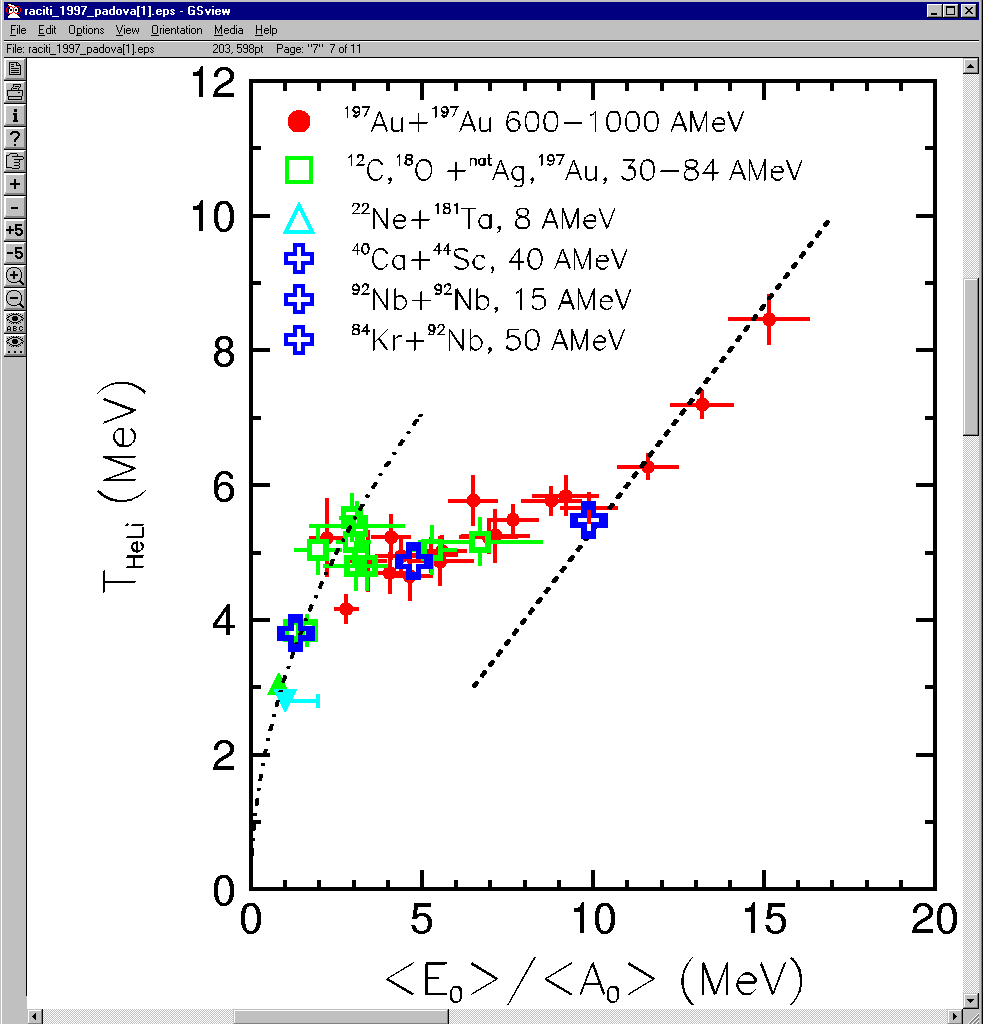 raciti_1997_padova[1].eps - GSview
File Edit Options View Orientation Media Help
File: raciti_1997_padova[1].eps 203, 598pt Page: "7" 7 of 11
i
?
+
-
+5
-5
ABC
12
10
8
6
4
2
0
T_HeLi (MeV)
¹⁹⁷Au+¹⁹⁷Au 600-1000 AMeV
¹²C,¹⁸O +ⁿᵃᵗAg,¹⁹⁷Au, 30-84 AMeV
²²Ne+¹⁸¹Ta, 8 AMeV
⁴⁰Ca+⁴⁴Sc, 40 AMeV
⁹²Nb+⁹²Nb, 15 AMeV
⁸⁴Kr+⁹²Nb, 50 AMeV
0 5 10 15 20
<E₀>/<A₀> (MeV)